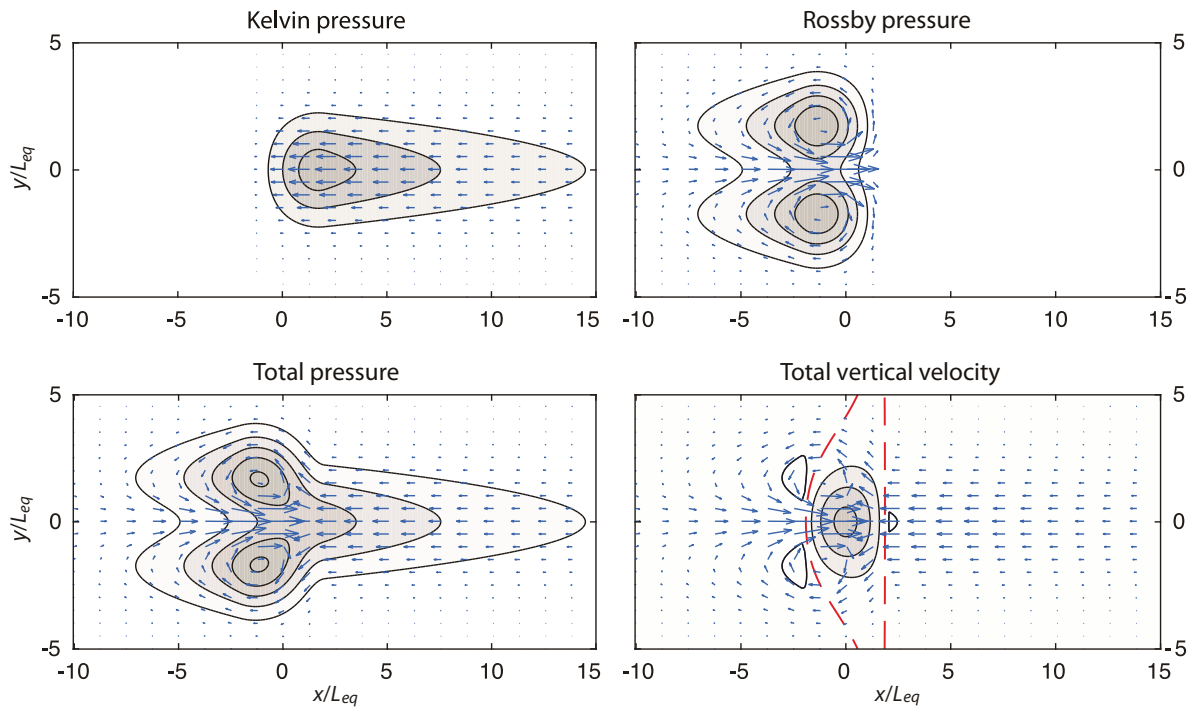 Kelvin pressure
Rossby pressure
5
5
y/Leq
0
0
-5
-5
-10 -5 0 5 10 15
-10 -5 0 5 10 15
Total pressure
Total vertical velocity
5
5
y/Leq
0
0
-5
-5
-10 -5 0 5 10 15
-10 -5 0 5 10 15
x/Leq
x/Leq